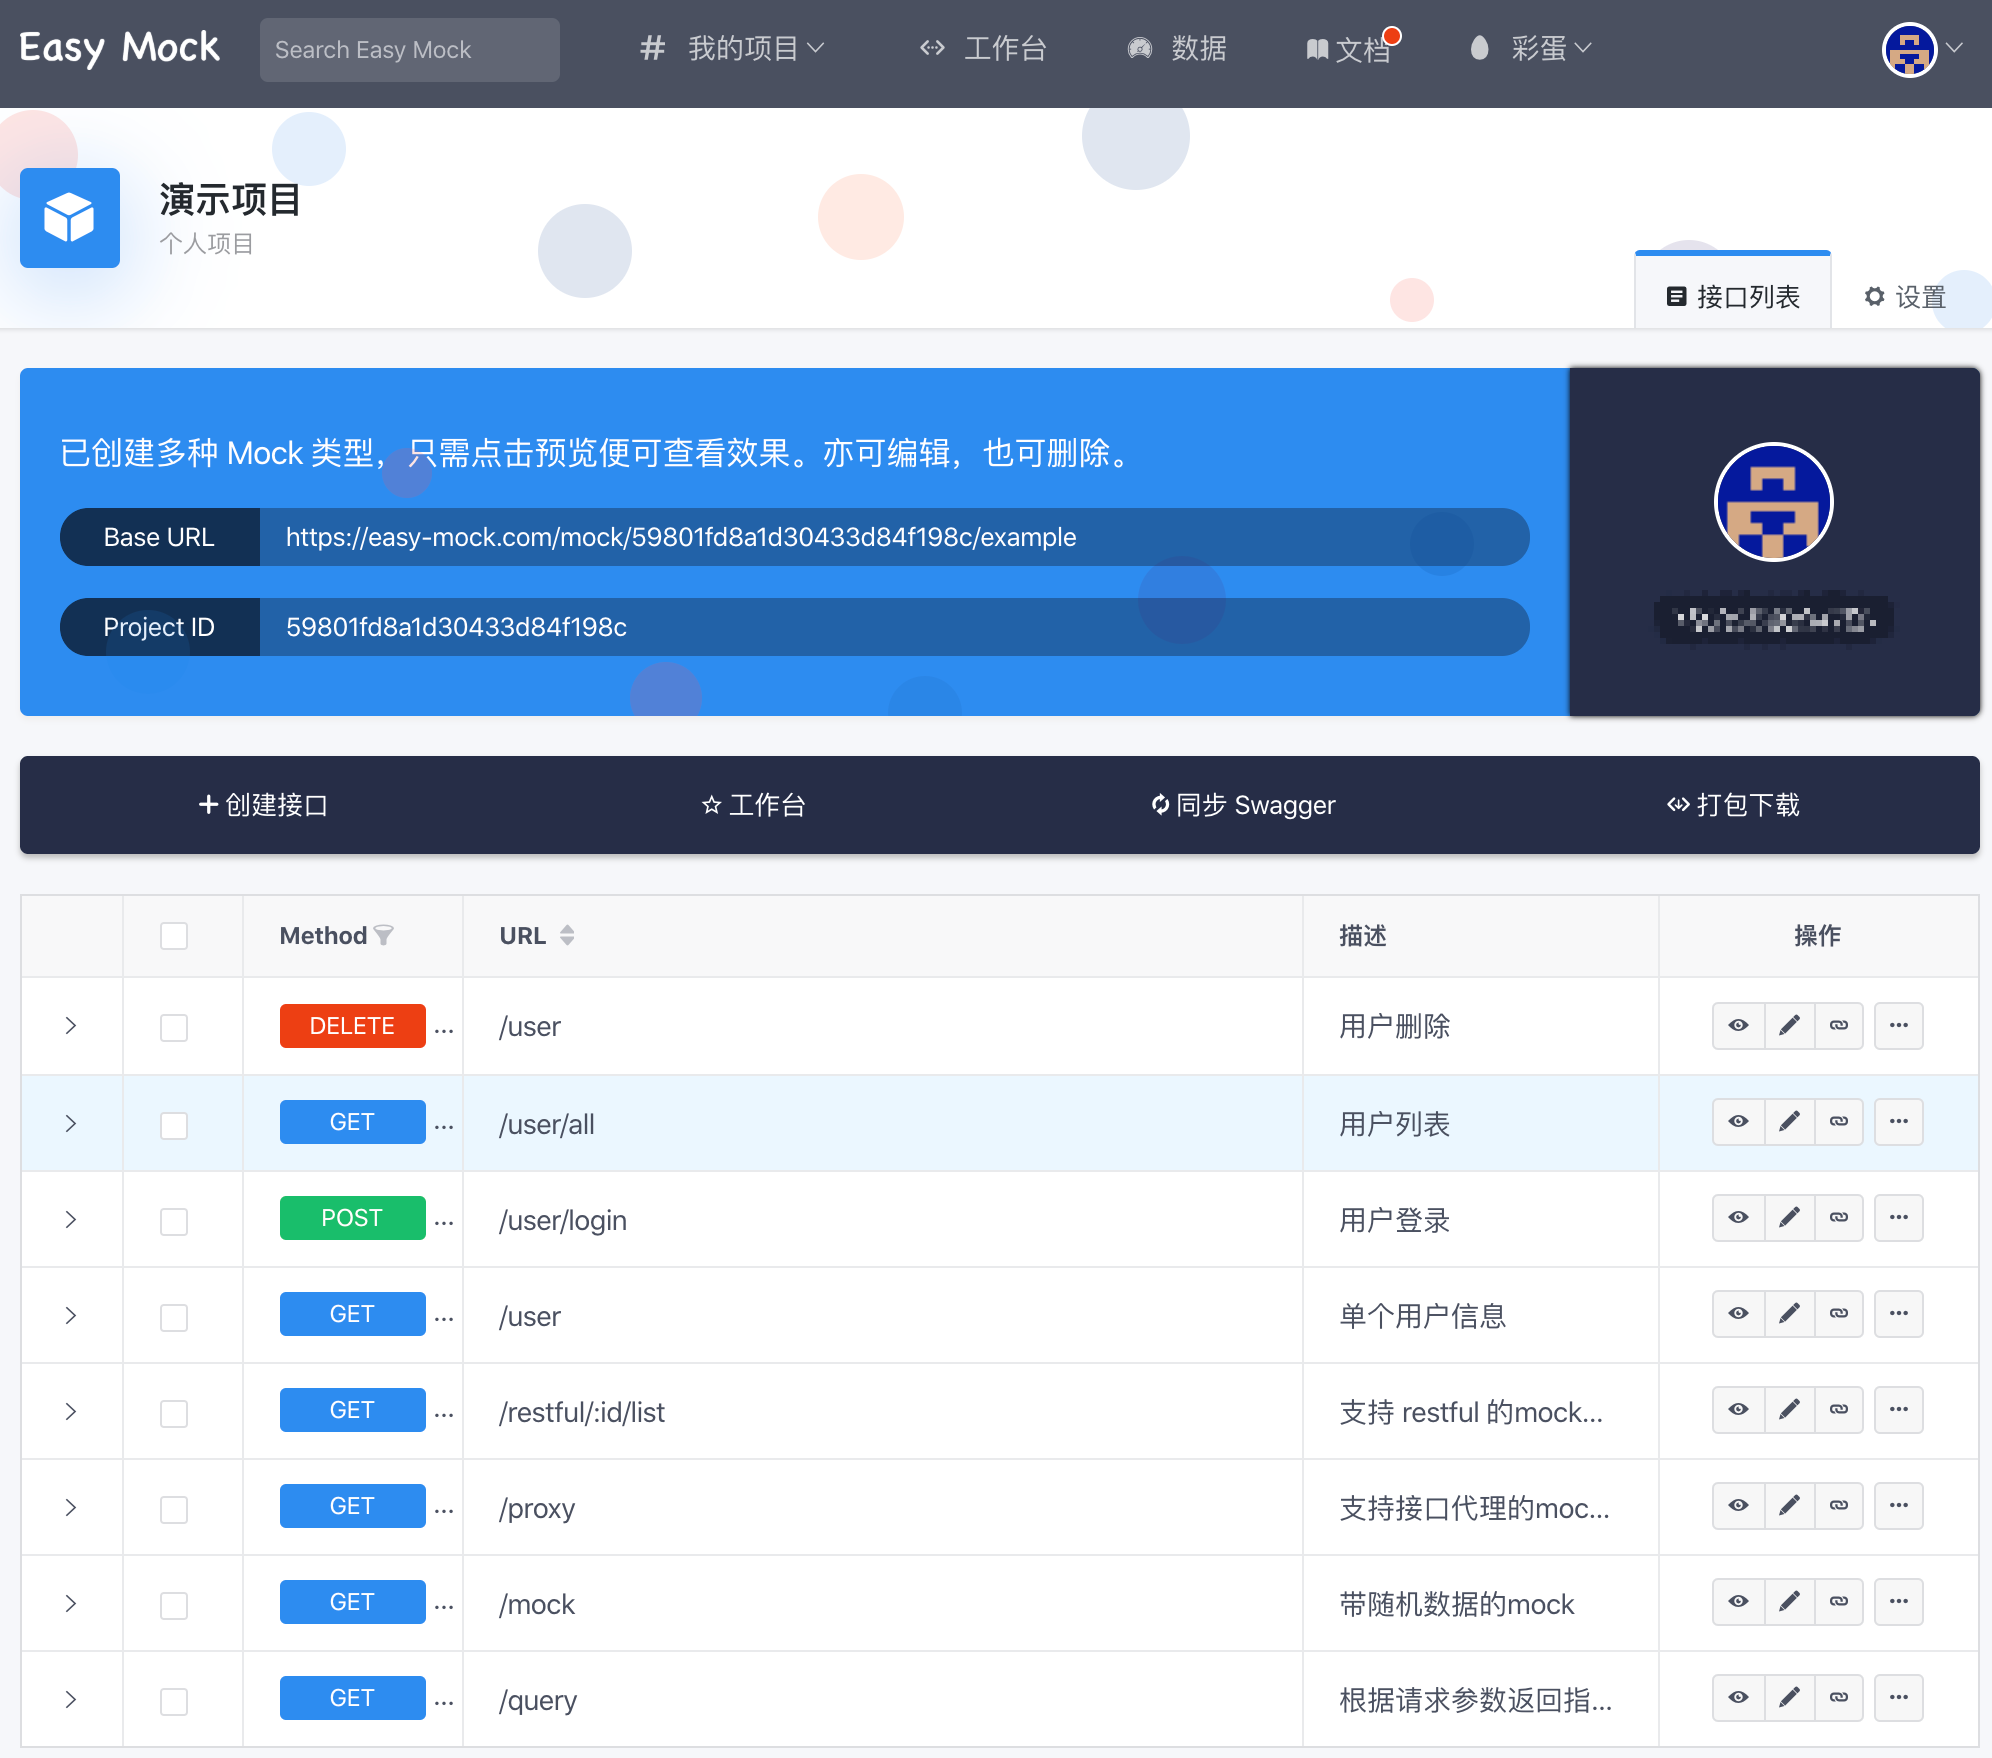 Easy Mock
Search Easy Mock
我的项目
工作台
数据
文档
彩蛋
演示项目
个人项目
接口列表
设置
已创建多种 Mock 类型，只需点击预览便可查看效果。亦可编辑，也可删除。
Base URL
https://easy-mock.com/mock/59801fd8a1d30433d84f198c/example
Project ID
59801fd8a1d30433d84f198c
创建接口
工作台
同步 Swagger
打包下载
Method URL 描述 操作
DELETE ... /user 用户删除
GET ... /user/all 用户列表
POST ... /user/login 用户登录
GET ... /user 单个用户信息
GET ... /restful/:id/list 支持 restful 的mock...
GET ... /proxy 支持接口代理的moc...
GET ... /mock 带随机数据的mock
GET ... /query 根据请求参数返回指...